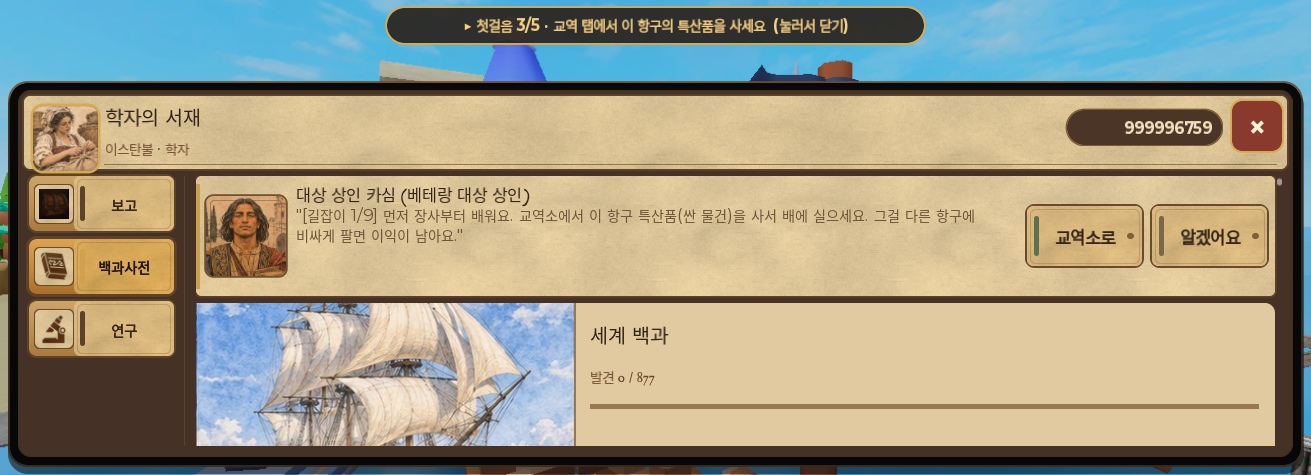 ▸ 첫걸음 3/5 · 교역 탭에서 이 항구의 특산품을 사세요 (눌러서 닫기)
학자의 서재
이스탄불 · 학자
999996759
×
보고
백과사전
연구
대상 상인 카심 (베테랑 대상 상인)
"[길잡이 1/9] 먼저 장사부터 배워요. 교역소에서 이 항구 특산품(싼 물건)을 사서 배에 실으세요. 그걸 다른 항구에
비싸게 팔면 이익이 남아요."
교역소로
알겠어요
세계 백과
발견 0 / 877